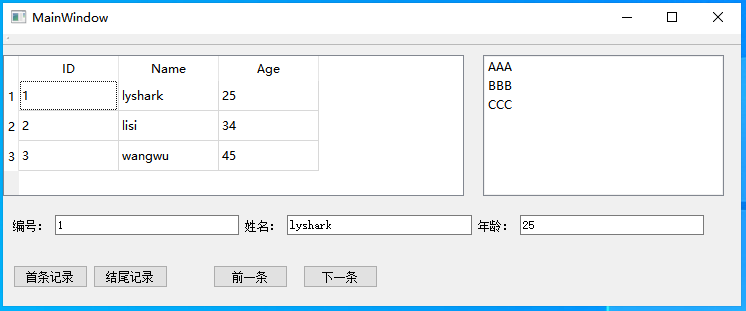 MainWindow
ID Name Age
1 1 lyshark 25
2 2 lisi 34
3 3 wangwu 45
AAA
BBB
CCC
编号： 1 姓名： lyshark 年龄： 25
首条记录 结尾记录 前一条 下一条